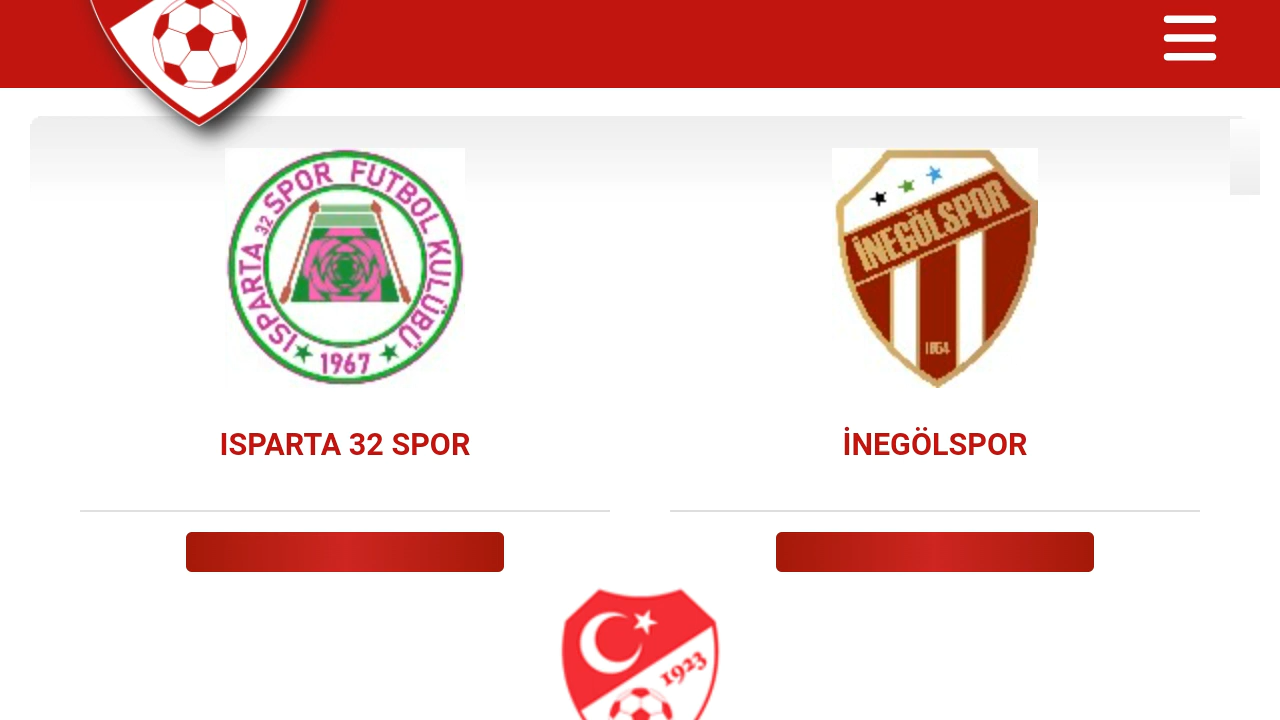 ISPARTA 32 SPOR FUTBOL KULÜBÜ
1967
İNEGÖLSPOR
ISPARTA 32 SPOR
İNEGÖLSPOR
1923